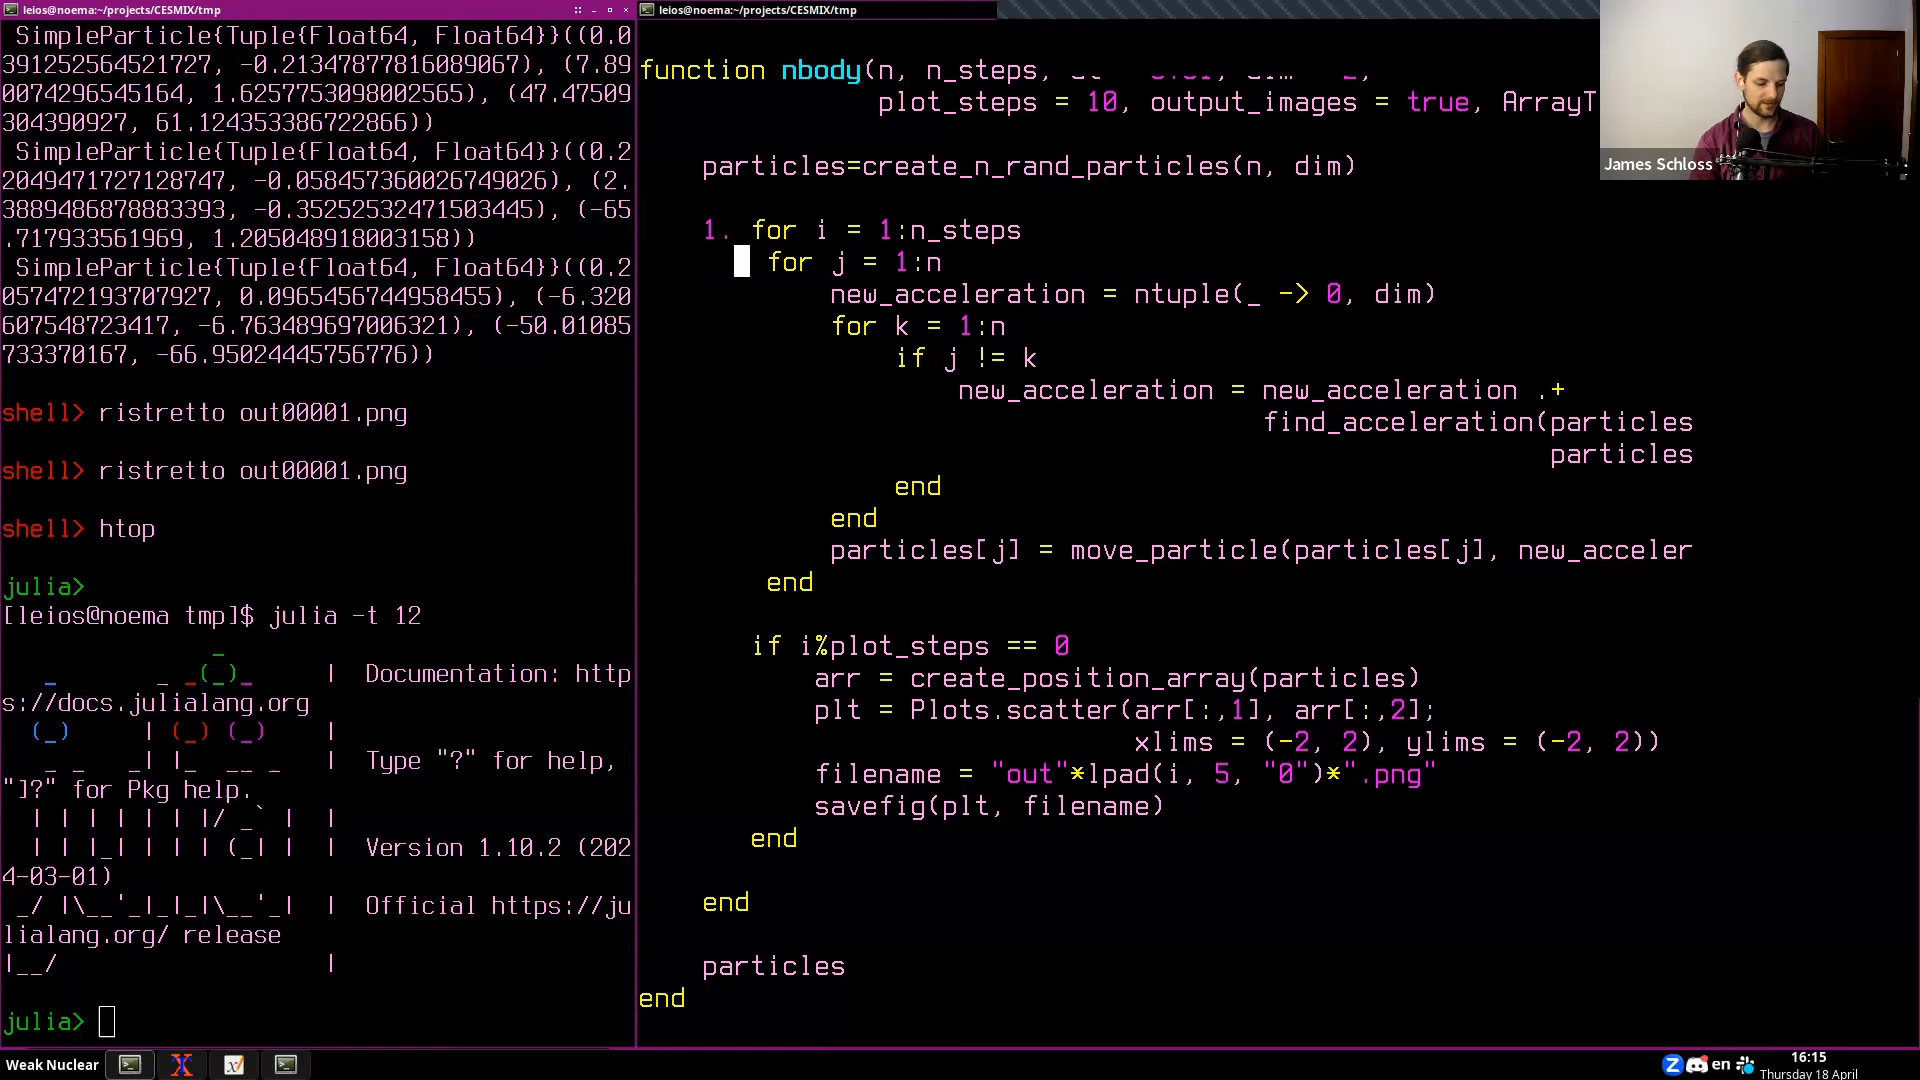 leios@noema:~/projects/CESMIX/tmp
SimpleParticle{Tuple{Float64, Float64}}((0.0
391252564521727, -0.21347877816089067), (7.89
00074296545164, 1.6257753098002565), (47.47509
304390927, 61.124353386722866))
SimpleParticle{Tuple{Float64, Float64}}((0.2
2049471727128747, -0.058457360026749026), (2.
3889486878883393, -0.35252532471503445), (-65
.717933561969, 1.205048918003158))
SimpleParticle{Tuple{Float64, Float64}}((0.2
0574721937079​27, 0.0965456744958455), (-6.320
607548723417, -6.763489697006321), (-50.01085
733370167, -66.95024445756776))
shell> ristretto out00001.png
shell> ristretto out00001.png
shell> htop
julia>
[leios@noema tmp]$ julia -t 12
Documentation: http
s://docs.julialang.org
Type "?" for help,
"]?" for Pkg help.
Version 1.10.2 (202
4-03-01)
Official https://ju
lialang.org/ release
julia>
leios@noema:~/projects/CESMIX/tmp
function nbody(n, n_steps,
plot_steps = 10, output_images = true, ArrayT
particles=create_n_rand_particles(n, dim)
1. for i = 1:n_steps
for j = 1:n
new_acceleration = ntuple(_ -> 0, dim)
for k = 1:n
if j != k
new_acceleration = new_acceleration .+
find_acceleration(particles
particles
end
end
particles[j] = move_particle(particles[j], new_acceler
end
if i%plot_steps == 0
arr = create_position_array(particles)
plt = Plots.scatter(arr[:,1], arr[:,2];
xlims = (-2, 2), ylims = (-2, 2))
filename = "out"*lpad(i, 5, "0")*".png"
savefig(plt, filename)
end
end
particles
end
James Schloss
Weak Nuclear
en
16:15
Thursday 18 April